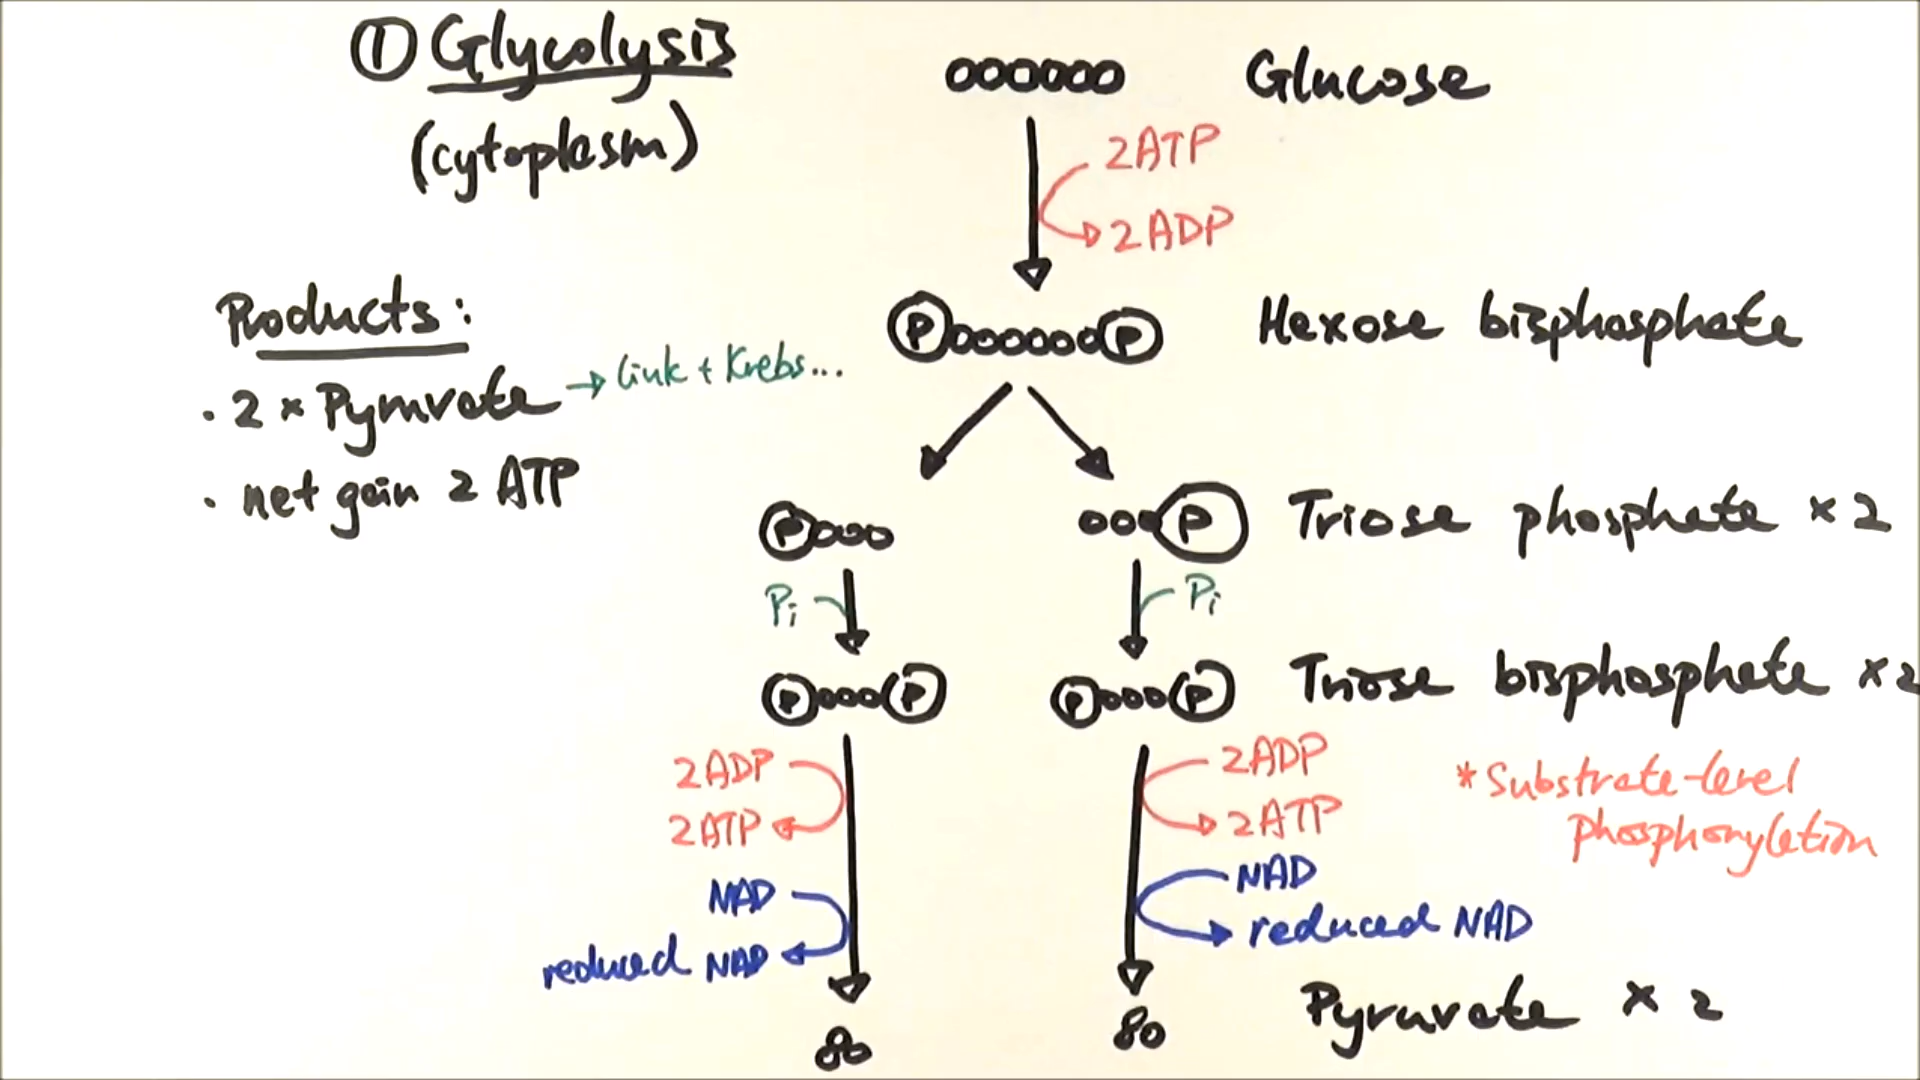 ① Glycolysis
(cytoplasm)
Glucose
2ATP
2ADP
Products:
P P
Hexose bisphosphate
• 2 × Pyruvate → Link + Krebs...
• net gain 2 ATP
P P
Triose phosphate × 2
Pi Pi
P P P P
Triose bisphosphate × 2
2ADP 2ADP
2ATP 2ATP
* Substrate-level
phosphorylation
NAD NAD
reduced NAD reduced NAD
Pyruvate × 2